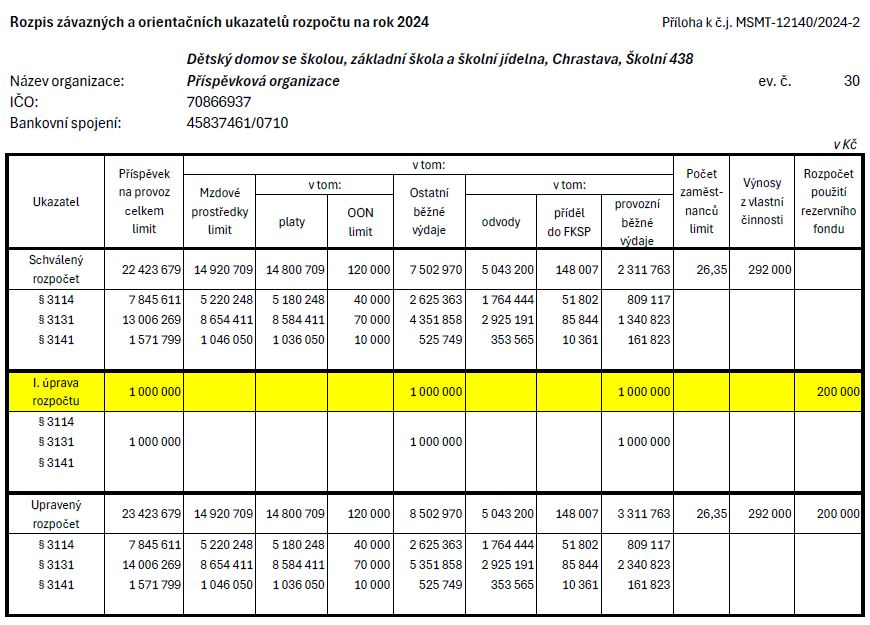 Rozpis závazných a orientačních ukazatelů rozpočtu na rok 2024 Příloha k č.j. MSMT-12140/2024-2
Dětský domov se školou, základní škola a školní jídelna, Chrastava, Školní 438
Název organizace: Příspěvková organizace ev. č. 30
IČO: 70866937
Bankovní spojení: 45837461/0710
v Kč
Ukazatel
Příspěvek
na provoz
celkem
limit
v tom:
Mzdové
prostředky
limit
v tom:
platy
OON
limit
Ostatní
běžné
výdaje
v tom:
odvody
příděl
do FKSP
provozní
běžné
výdaje
Počet
zaměst-
nanců
limit
Výnosy
z vlastní
činnosti
Rozpočet
použití
rezervního
fondu
Schválený
rozpočet
22 423 679 14 920 709 14 800 709 120 000 7 502 970 5 043 200 148 007 2 311 763 26,35 292 000
§ 3114 7 845 611 5 220 248 5 180 248 40 000 2 625 363 1 764 444 51 802 809 117
§ 3131 13 006 269 8 654 411 8 584 411 70 000 4 351 858 2 925 191 85 844 1 340 823
§ 3141 1 571 799 1 046 050 1 036 050 10 000 525 749 353 565 10 361 161 823
I. úprava
rozpočtu
1 000 000 1 000 000 1 000 000 200 000
§ 3114
§ 3131 1 000 000 1 000 000 1 000 000
§ 3141
Upravený
rozpočet
23 423 679 14 920 709 14 800 709 120 000 8 502 970 5 043 200 148 007 3 311 763 26,35 292 000 200 000
§ 3114 7 845 611 5 220 248 5 180 248 40 000 2 625 363 1 764 444 51 802 809 117
§ 3131 14 006 269 8 654 411 8 584 411 70 000 5 351 858 2 925 191 85 844 2 340 823
§ 3141 1 571 799 1 046 050 1 036 050 10 000 525 749 353 565 10 361 161 823